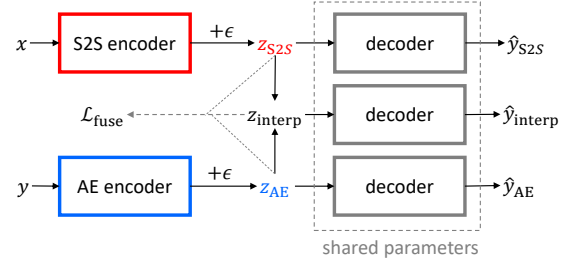 x S2S encoder +ϵ z_S2S decoder ŷ_S2S
ℒ_fuse z_interp decoder ŷ_interp
y AE encoder +ϵ z_AE decoder ŷ_AE
shared parameters